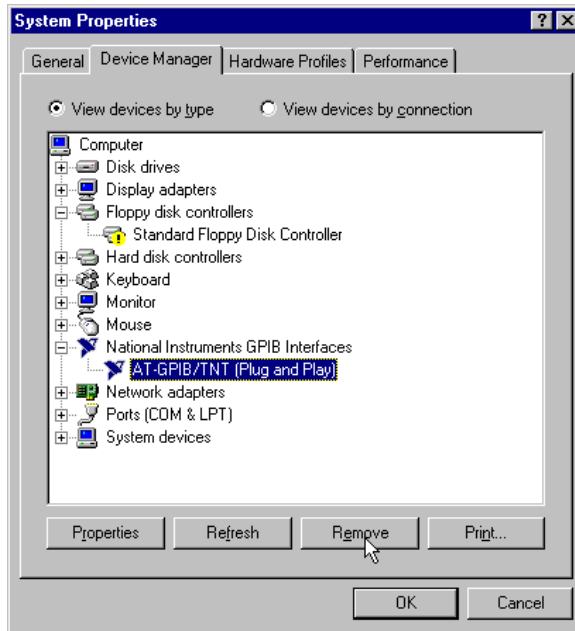 System Properties
General Device Manager Hardware Profiles Performance
View devices by type View devices by connection
Computer
Disk drives
Display adapters
Floppy disk controllers
Standard Floppy Disk Controller
Hard disk controllers
Keyboard
Monitor
Mouse
National Instruments GPIB Interfaces
AT-GPIB/TNT (Plug and Play)
Network adapters
Ports (COM & LPT)
System devices
Properties Refresh Remove Print...
OK Cancel